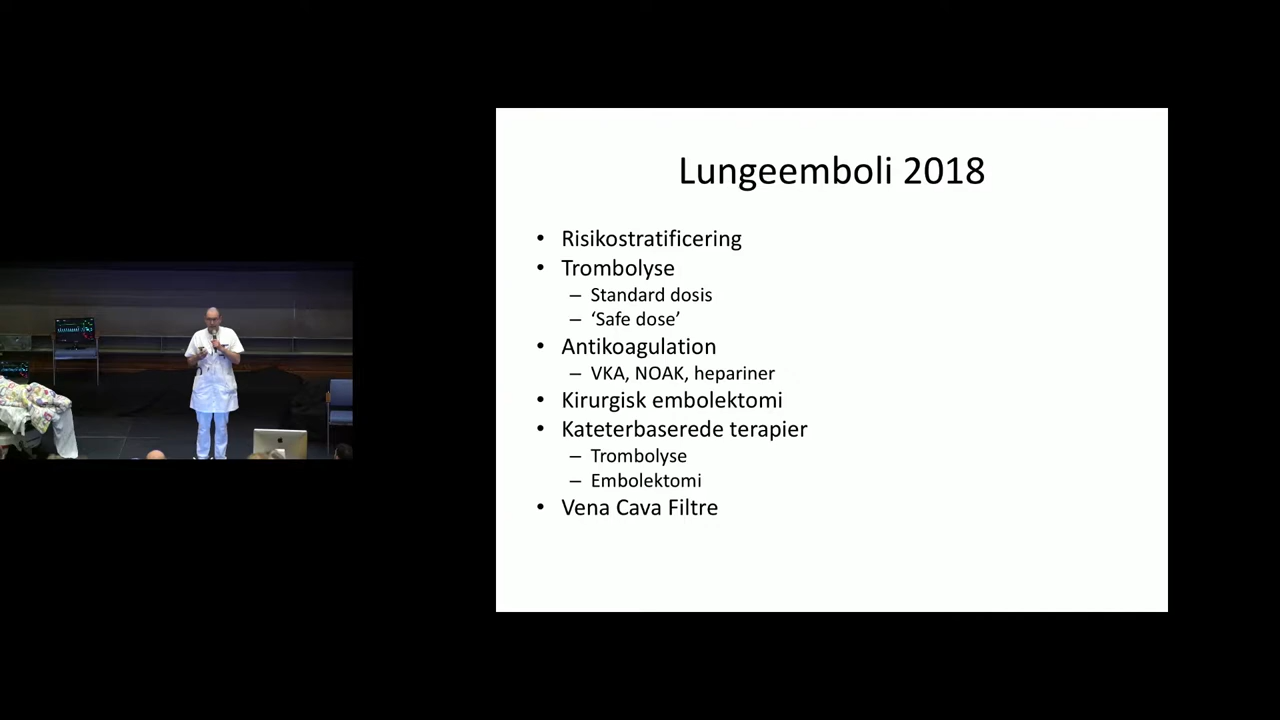 Lungeemboli 2018
• Risikostratificering
• Trombolyse
– Standard dosis
– ‘Safe dose’
• Antikoagulation
– VKA, NOAK, hepariner
• Kirurgisk embolektomi
• Kateterbaserede terapier
– Trombolyse
– Embolektomi
• Vena Cava Filtre